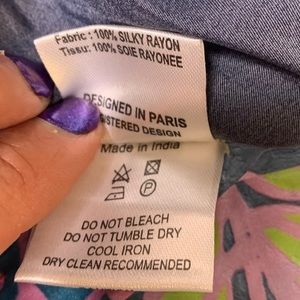 Fabric : 100% SILKY RAYON
Tissu: 100% SOIE RAYONEE
DESIGNED IN PARIS
REGISTERED DESIGN
Made in India
DO NOT BLEACH
DO NOT TUMBLE DRY
COOL IRON
DRY CLEAN RECOMMENDED